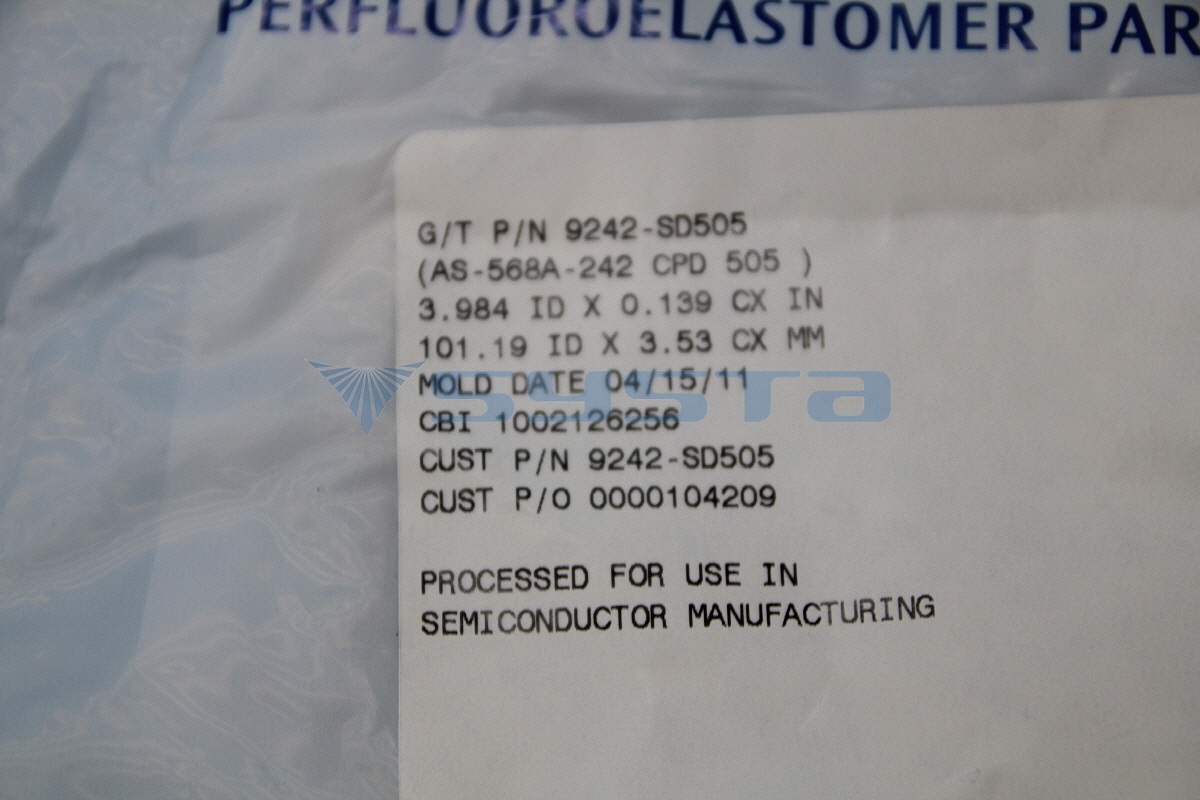 PERFLUOROELASTOMER PAR
G/T P/N 9242-SD505
(AS-568A-242 CPD 505 )
3.984 ID X 0.139 CX IN
101.19 ID X 3.53 CX MM
MOLD DATE 04/15/11
systa
CBI 1002126256
CUST P/N 9242-SD505
CUST P/O 0000104209
PROCESSED FOR USE IN
SEMICONDUCTOR MANUFACTURING